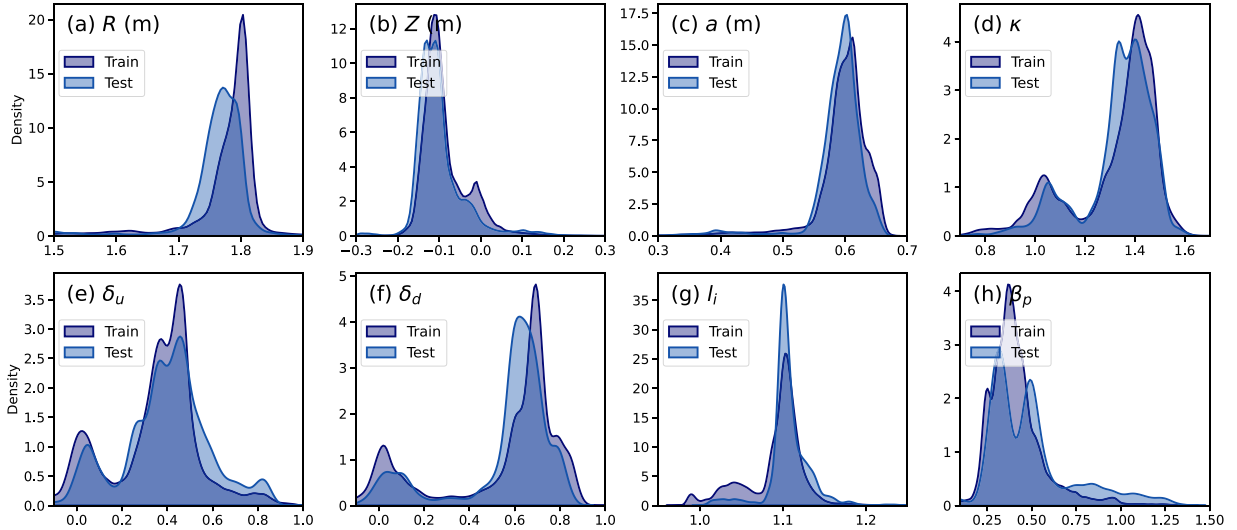 (a) R (m)
Train
Test
Density
20
15
10
5
0
1.5 1.6 1.7 1.8 1.9
(b) Z (m)
Train
Test
12
10
8
6
4
2
0
−0.3 −0.2 −0.1 0.0 0.1 0.2 0.3
(c) a (m)
Train
Test
17.5
15.0
12.5
10.0
7.5
5.0
2.5
0.0
0.3 0.4 0.5 0.6 0.7
(d) κ
Train
Test
4
3
2
1
0
0.8 1.0 1.2 1.4 1.6
(e) δu
Train
Test
Density
3.5
3.0
2.5
2.0
1.5
1.0
0.5
0.0
0.0 0.2 0.4 0.6 0.8 1.0
(f) δd
Train
Test
5
4
3
2
1
0
0.0 0.2 0.4 0.6 0.8 1.0
(g) li
Train
Test
35
30
25
20
15
10
5
0
1.0 1.1 1.2
(h) βp
Train
Test
4
3
2
1
0
0.25 0.50 0.75 1.00 1.25 1.50